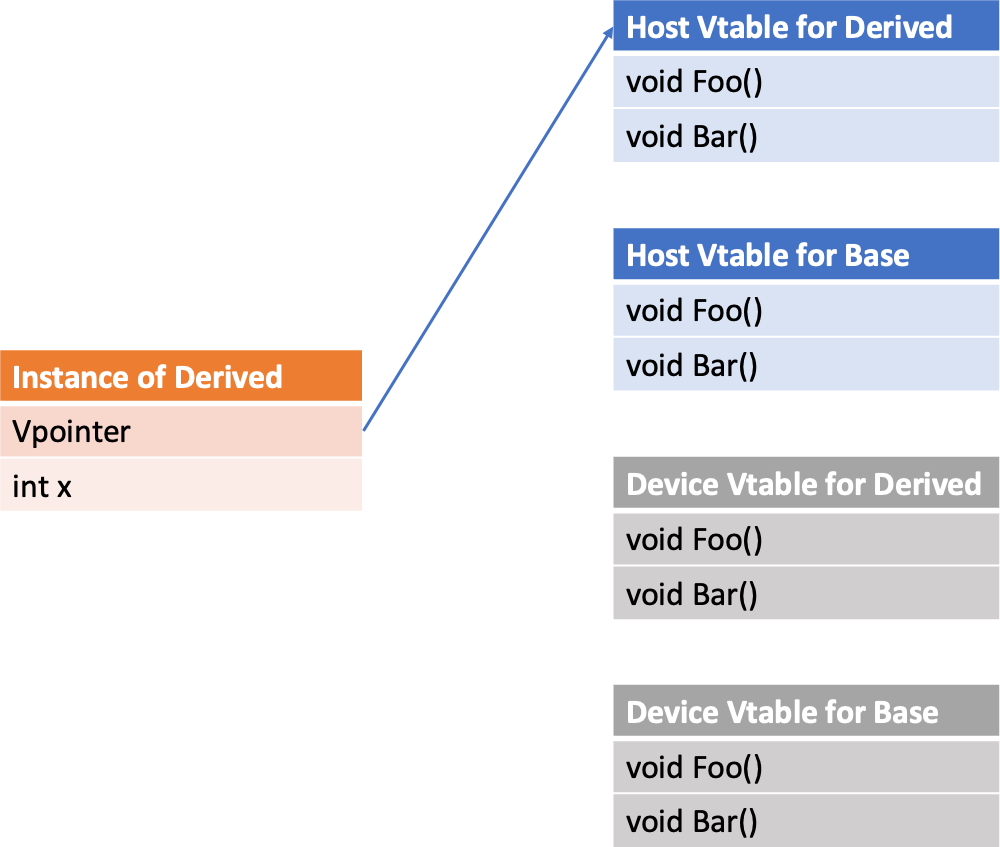 Host Vtable for Derived
void Foo()
void Bar()
Host Vtable for Base
void Foo()
void Bar()
Instance of Derived
Vpointer
int x
Device Vtable for Derived
void Foo()
void Bar()
Device Vtable for Base
void Foo()
void Bar()